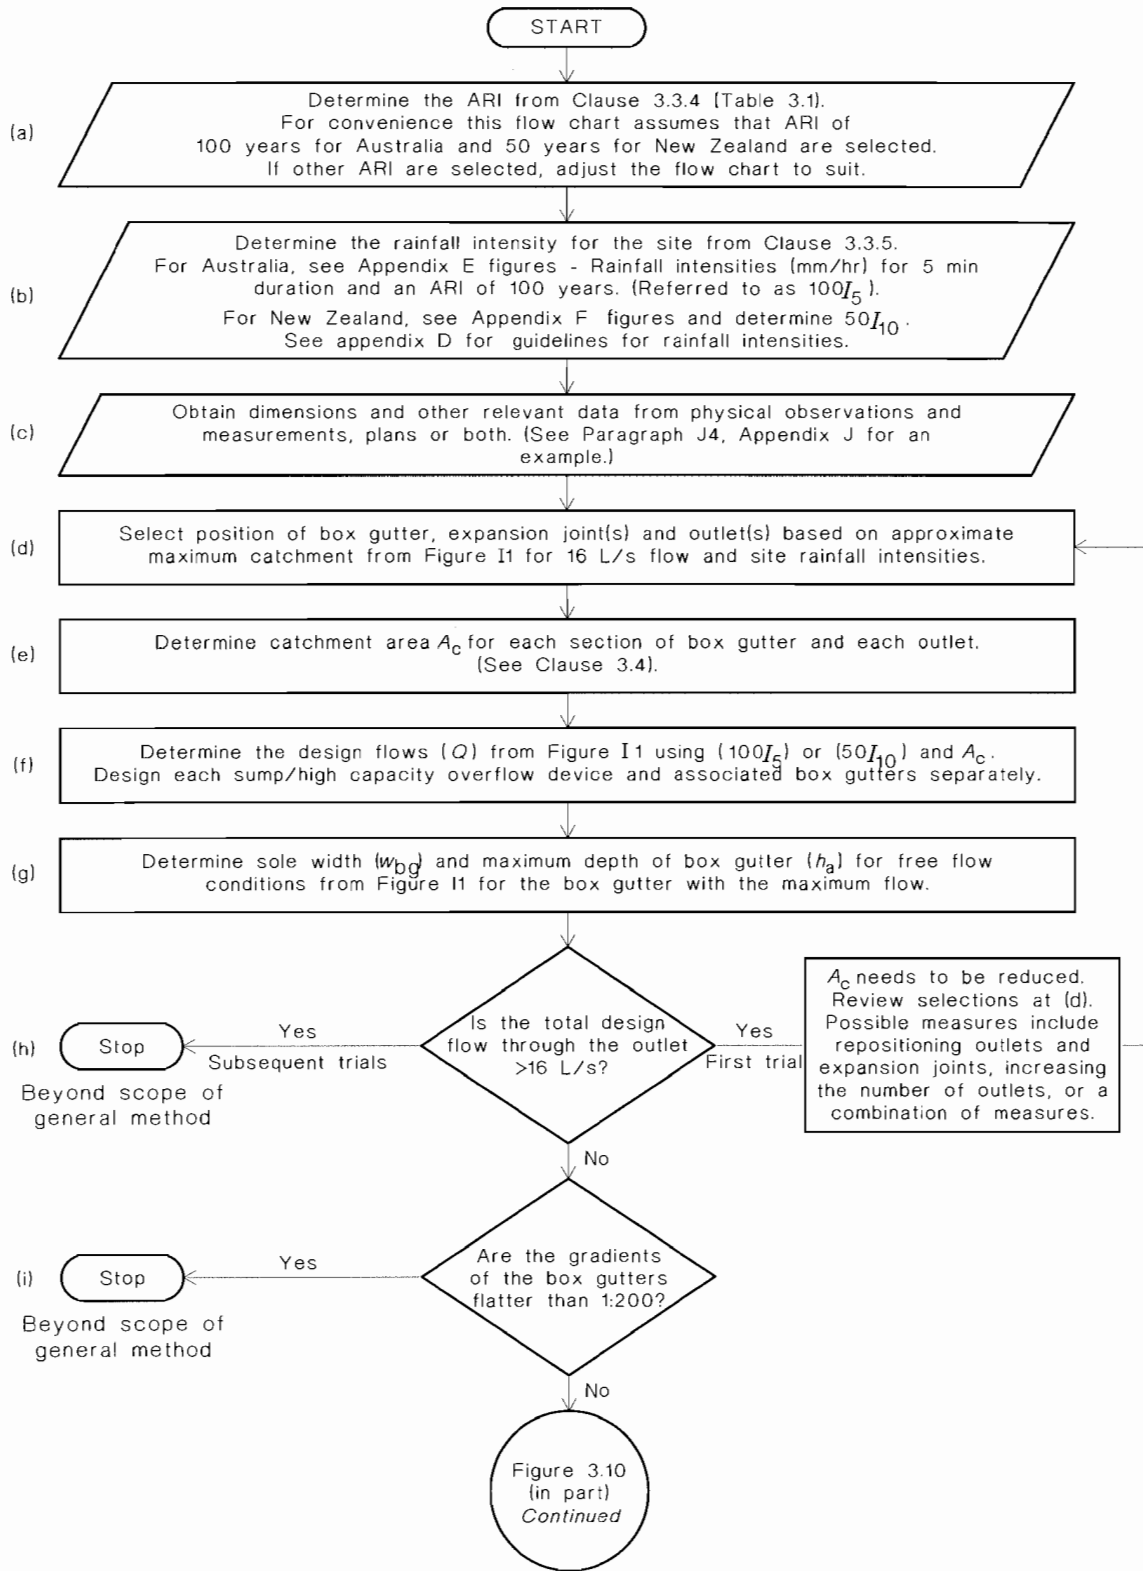 START
(a)
Determine the ARI from Clause 3.3.4 (Table 3.1).
For convenience this flow chart assumes that ARI of
100 years for Australia and 50 years for New Zealand are selected.
If other ARI are selected, adjust the flow chart to suit.
(b)
Determine the rainfall intensity for the site from Clause 3.3.5.
For Australia, see Appendix E figures - Rainfall intensities (mm/hr) for 5 min
duration and an ARI of 100 years. (Referred to as 100I5).
For New Zealand, see Appendix F figures and determine 50I10.
See appendix D for guidelines for rainfall intensities.
(c)
Obtain dimensions and other relevant data from physical observations and
measurements, plans or both. (See Paragraph J4, Appendix J for an
example.)
(d)
Select position of box gutter, expansion joint(s) and outlet(s) based on approximate
maximum catchment from Figure I1 for 16 L/s flow and site rainfall intensities.
(e)
Determine catchment area Ac for each section of box gutter and each outlet.
(See Clause 3.4).
(f)
Determine the design flows (Q) from Figure I1 using (100I5) or (50I10) and Ac.
Design each sump/high capacity overflow device and associated box gutters separately.
(g)
Determine sole width (wbg) and maximum depth of box gutter (ha) for free flow
conditions from Figure I1 for the box gutter with the maximum flow.
(h)
Stop
Beyond scope of
general method
Yes
Subsequent trials
Is the total design
flow through the outlet
>16 L/s?
Yes
First trial
Ac needs to be reduced.
Review selections at (d).
Possible measures include
repositioning outlets and
expansion joints, increasing
the number of outlets, or a
combination of measures.
No
(i)
Stop
Beyond scope of
general method
Yes
Are the gradients
of the box gutters
flatter than 1:200?
No
Figure 3.10
(in part)
Continued